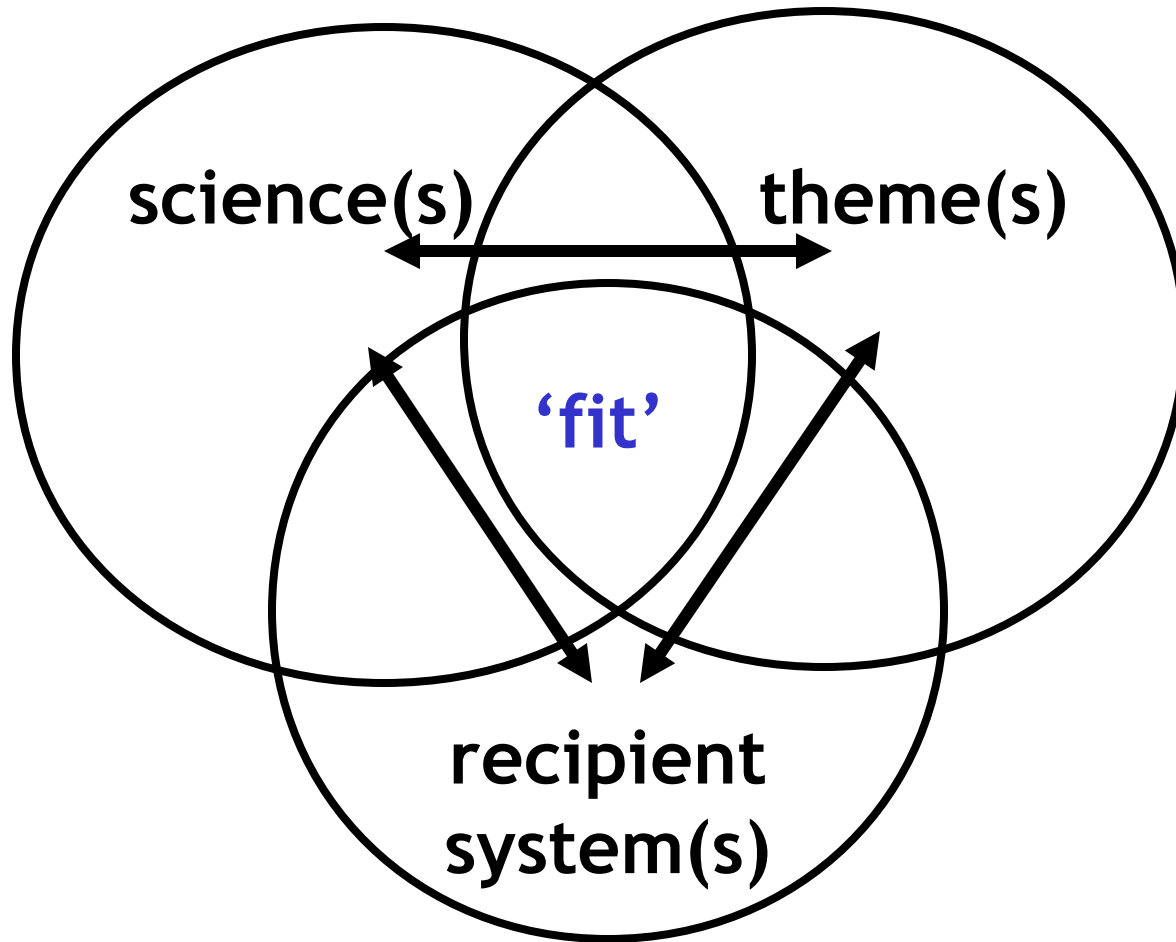 science(s)
theme(s)
‘fit’
recipient
system(s)